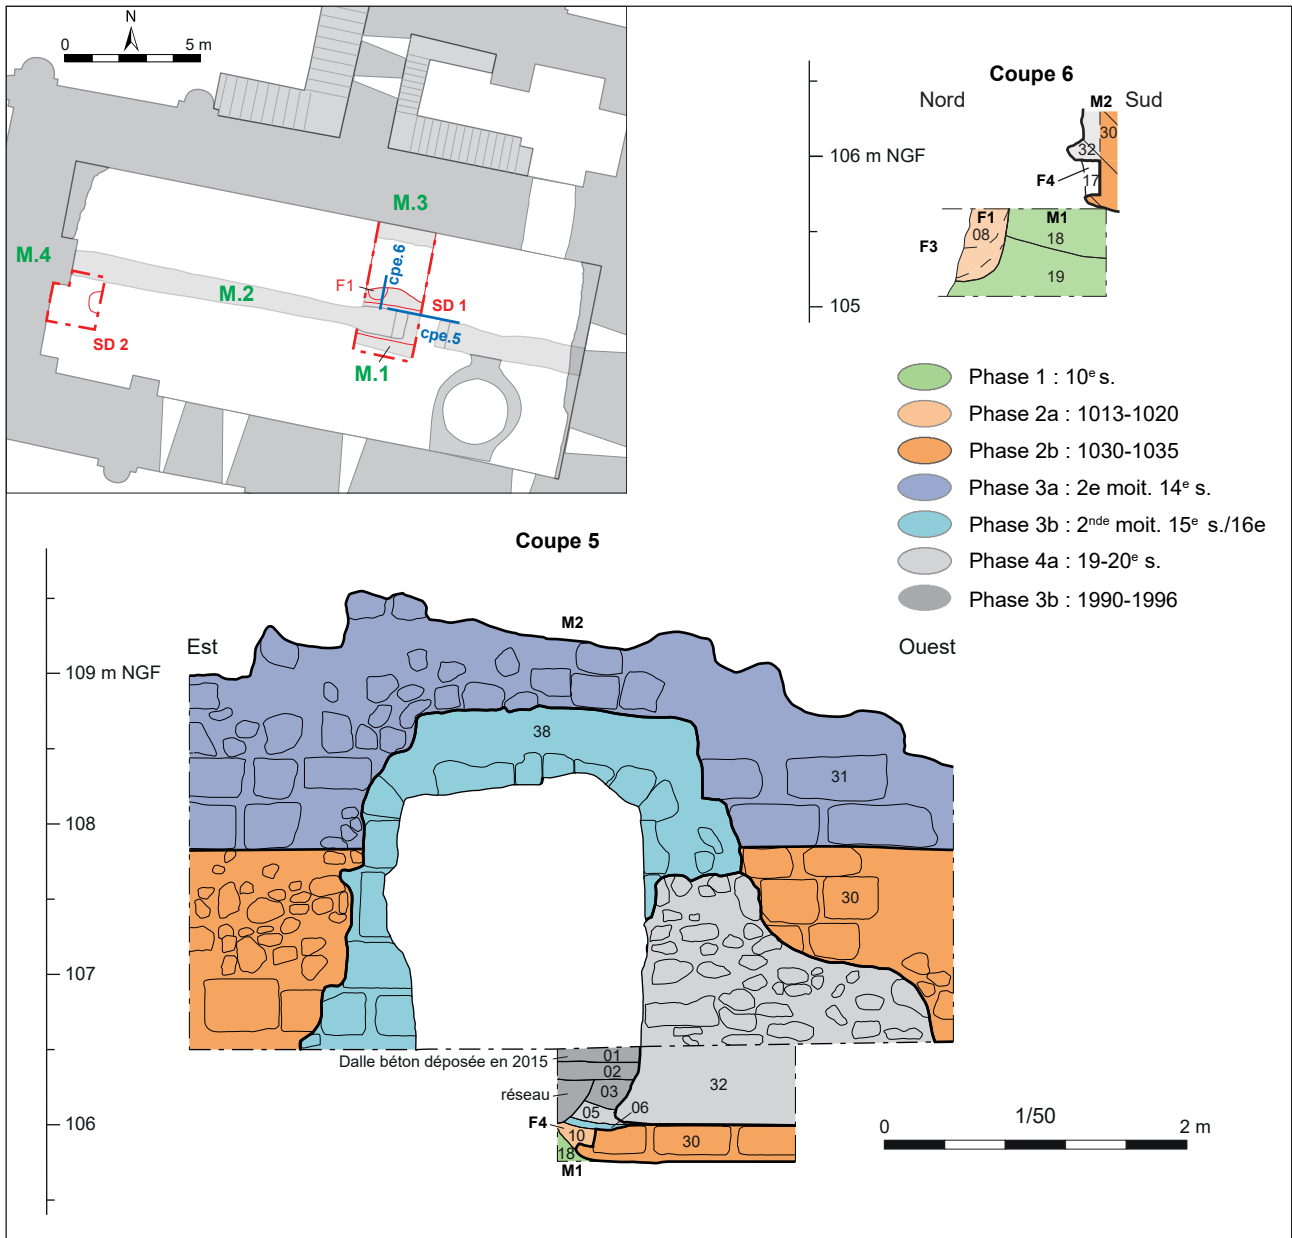 N
0 5 m
M.3
M.4
cpe.6
F1
M.2
SD 1
cpe.5
SD 2
M.1
Coupe 6
Nord M2 Sud
30
106 m NGF
32
F4
17
F1 M1
F3 08 18
19
105
Phase 1 : 10e s.
Phase 2a : 1013-1020
Phase 2b : 1030-1035
Phase 3a : 2e moit. 14e s.
Phase 3b : 2nde moit. 15e s./16e
Phase 4a : 19-20e s.
Phase 3b : 1990-1996
Coupe 5
M2
Est Ouest
109 m NGF
38
31
108
30
107
Dalle béton déposée en 2015 01
02
réseau 03 32
05 06
F4
106 10 30
18
M1
1/50
0 2 m